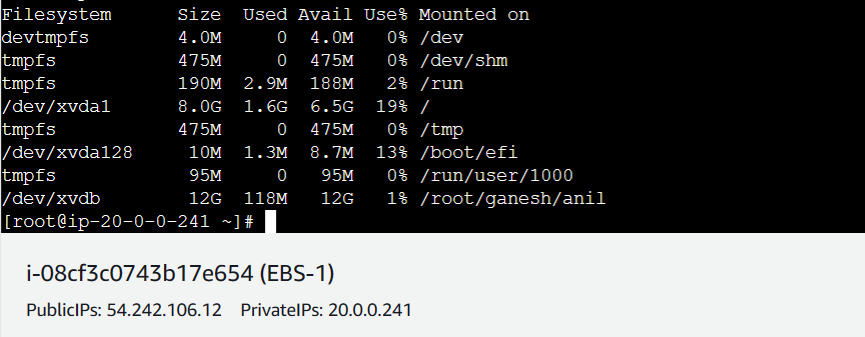 Filesystem Size Used Avail Use% Mounted on
devtmpfs 4.0M 0 4.0M 0% /dev
tmpfs 475M 0 475M 0% /dev/shm
tmpfs 190M 2.9M 188M 2% /run
/dev/xvda1 8.0G 1.6G 6.5G 19% /
tmpfs 475M 0 475M 0% /tmp
/dev/xvda128 10M 1.3M 8.7M 13% /boot/efi
tmpfs 95M 0 95M 0% /run/user/1000
/dev/xvdb 12G 118M 12G 1% /root/ganesh/anil
[root@ip-20-0-0-241 ~]#
i-08cf3c0743b17e654 (EBS-1)
PublicIPs: 54.242.106.12 PrivateIPs: 20.0.0.241